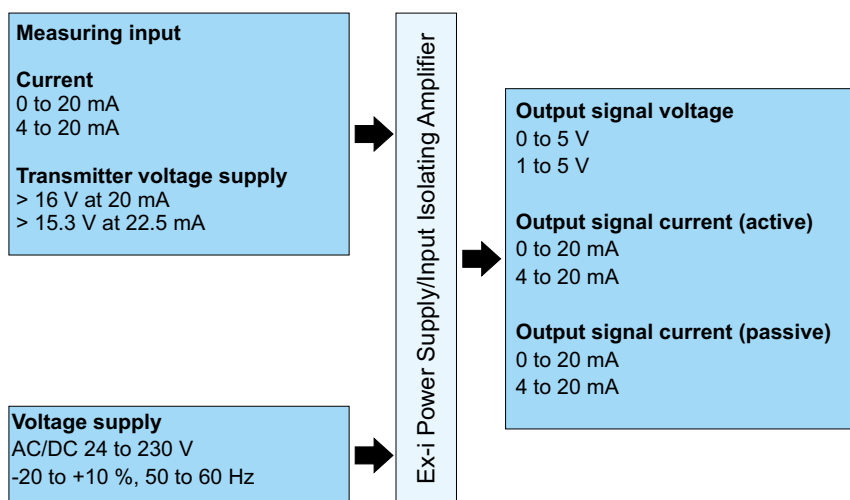 Measuring input
Current
0 to 20 mA
4 to 20 mA
Transmitter voltage supply
> 16 V at 20 mA
> 15.3 V at 22.5 mA
Voltage supply
AC/DC 24 to 230 V
-20 to +10 %, 50 to 60 Hz
Ex-i Power Supply/Input Isolating Amplifier
Output signal voltage
0 to 5 V
1 to 5 V
Output signal current (active)
0 to 20 mA
4 to 20 mA
Output signal current (passive)
0 to 20 mA
4 to 20 mA